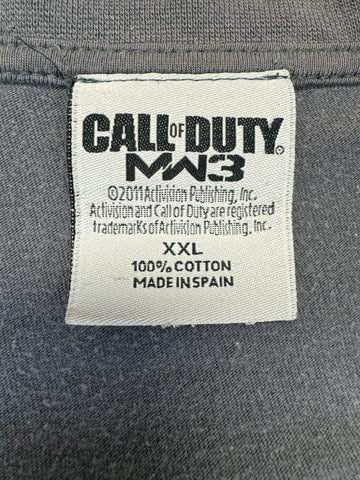 CALL OF DUTY®
MW3
©2011 Activision Publishing, Inc.
Activision and Call of Duty are registered
trademarks of Activision Publishing, Inc.
XXL
100% COTTON
MADE IN SPAIN